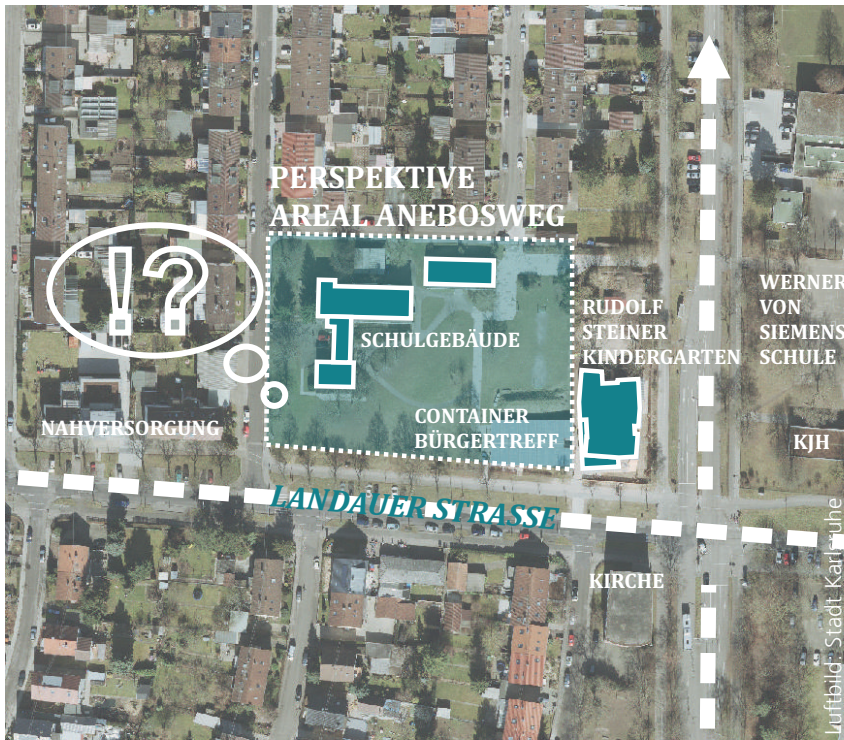 PERSPEKTIVE
AREAL ANEBOSWEG
!?
SCHULGEBÄUDE
RUDOLF
STEINER
KINDERGARTEN
WERNER
VON
SIEMENS
SCHULE
NAHVERSORGUNG
CONTAINER
BÜRGERTREFF
KJH
LANDAUER STRASSE
KIRCHE
Luftbild: Stadt Karlsruhe